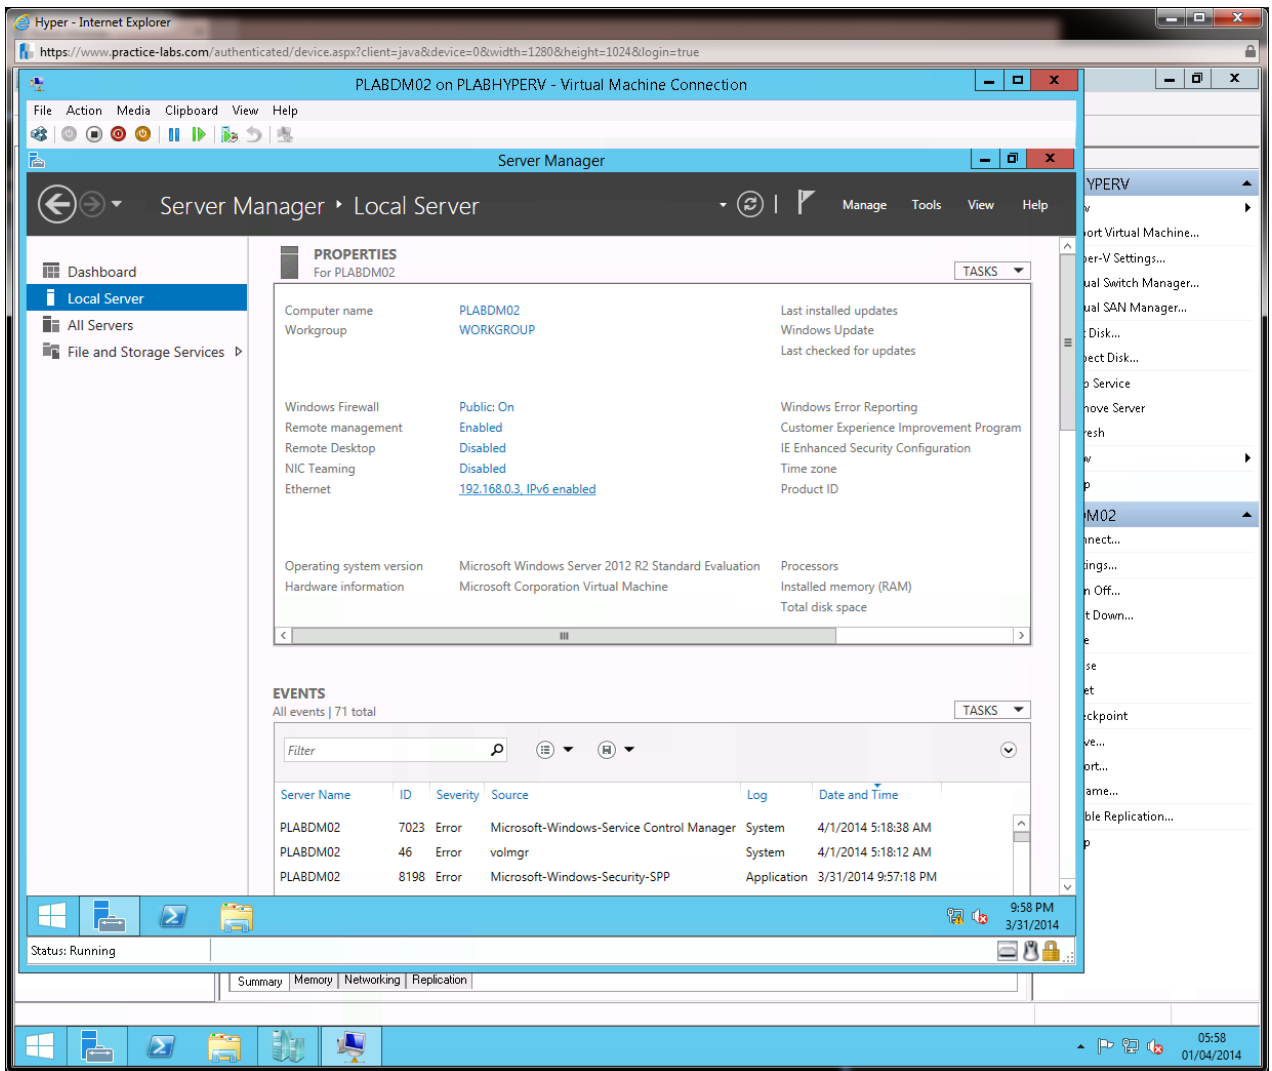 Hyper - Internet Explorer
https://www.practice-labs.com/authenticated/device.aspx?client=java&device=0&width=1280&height=1024&login=true
PLABDM02 on PLABHYPERV - Virtual Machine Connection
File Action Media Clipboard View Help
Server Manager
Server Manager Local Server
Manage Tools View Help
Dashboard
Local Server
All Servers
File and Storage Services
PROPERTIES
For PLABDM02
TASKS
Computer name PLABDM02 Last installed updates
Workgroup WORKGROUP Windows Update
Last checked for updates
Windows Firewall Public: On Windows Error Reporting
Remote management Enabled Customer Experience Improvement Program
Remote Desktop Disabled IE Enhanced Security Configuration
NIC Teaming Disabled Time zone
Ethernet 192.168.0.3, IPv6 enabled Product ID
Operating system version Microsoft Windows Server 2012 R2 Standard Evaluation Processors
Hardware information Microsoft Corporation Virtual Machine Installed memory (RAM)
Total disk space
EVENTS
All events | 71 total
TASKS
Filter
Server Name ID Severity Source Log Date and Time
PLABDM02 7023 Error Microsoft-Windows-Service Control Manager System 4/1/2014 5:18:38 AM
PLABDM02 46 Error volmgr System 4/1/2014 5:18:12 AM
PLABDM02 8198 Error Microsoft-Windows-Security-SPP Application 3/31/2014 9:57:18 PM
9:58 PM
3/31/2014
Status: Running
YPERV
w
ort Virtual Machine...
per-V Settings...
ual Switch Manager...
ual SAN Manager...
t Disk...
pect Disk...
p Service
nove Server
resh
w
p
M02
nnect...
tings...
n Off...
t Down...
e
se
et
eckpoint
ve...
ort...
ame...
ble Replication...
p
Summary Memory Networking Replication
05:58
01/04/2014